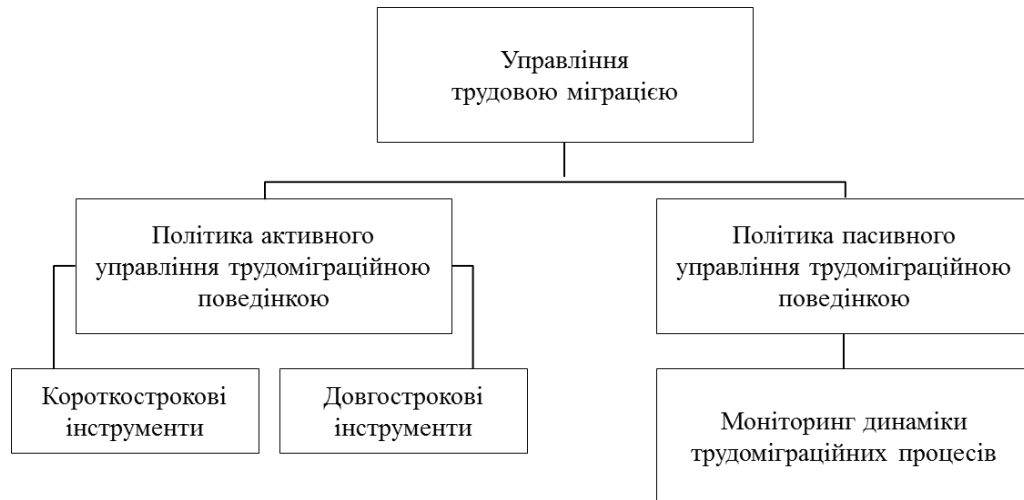 Управління
трудовою міграцією
Політика активного
управління трудоміграційною
поведінкою
Політика пасивного
управління трудоміграційною
поведінкою
Короткострокові
інструменти
Довгострокові
інструменти
Моніторинг динаміки
трудоміграційних процесів